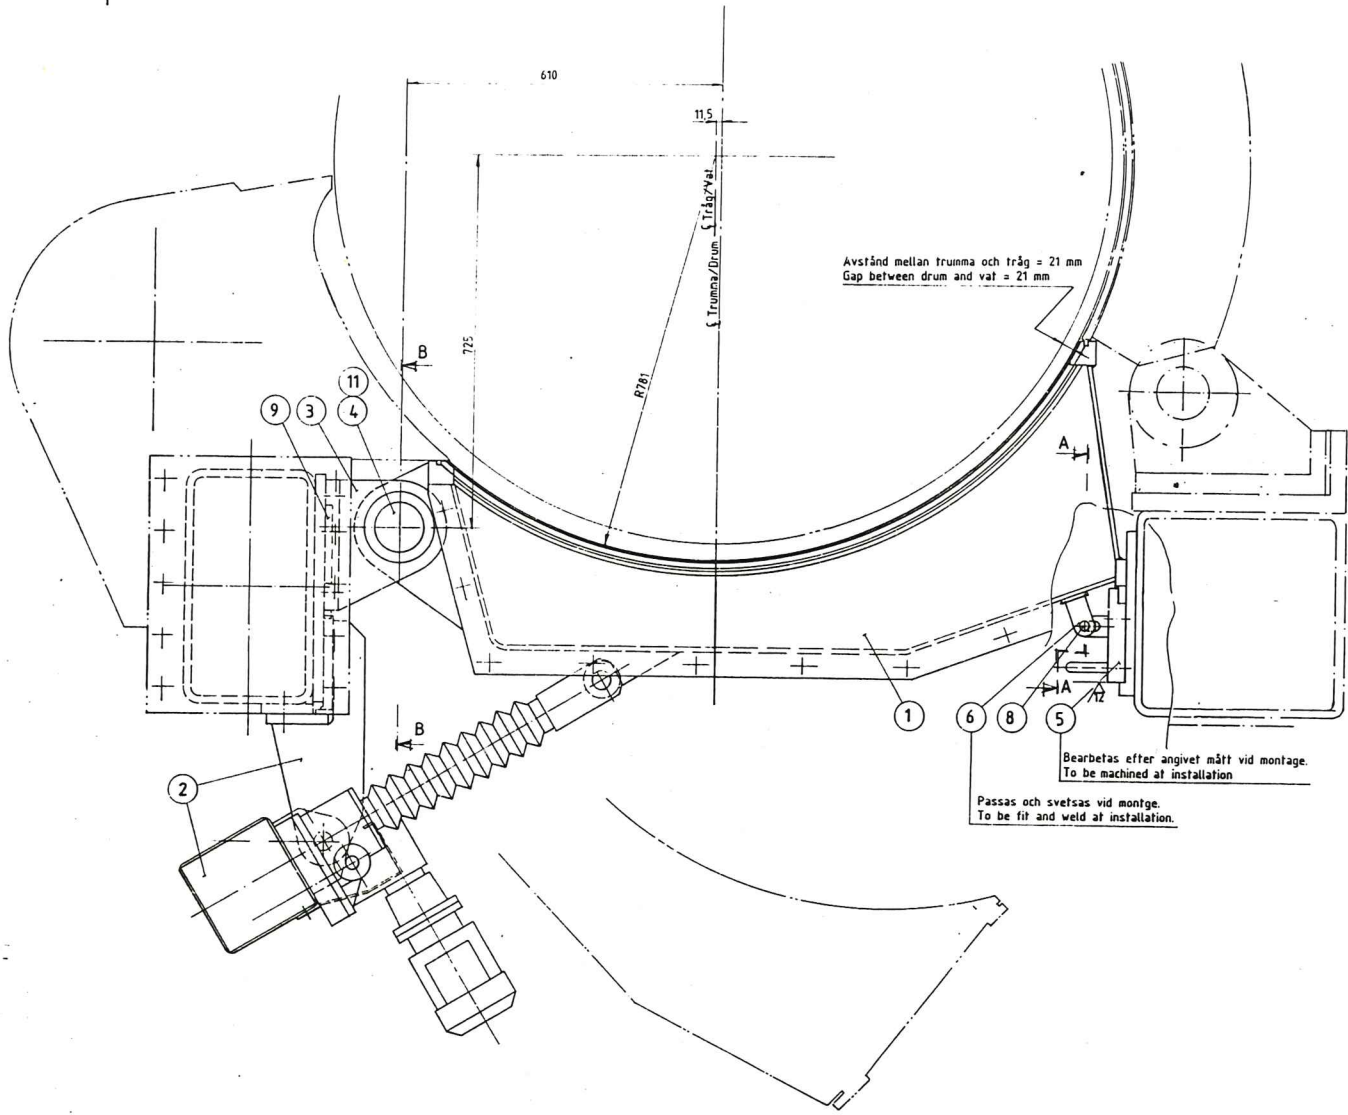 610
11,5
℄ Tråg/Vat
℄ Trumma/Drum
Avstånd mellan trumma och tråg = 21 mm
Gap between drum and vat = 21 mm
725
R781
B
11
9
3
4
A
A
1
6
8
5
12
B
2
Bearbetas efter angivet mått vid montage.
To be machined at installation
Passas och svetsas vid montge.
To be fit and weld at installation.